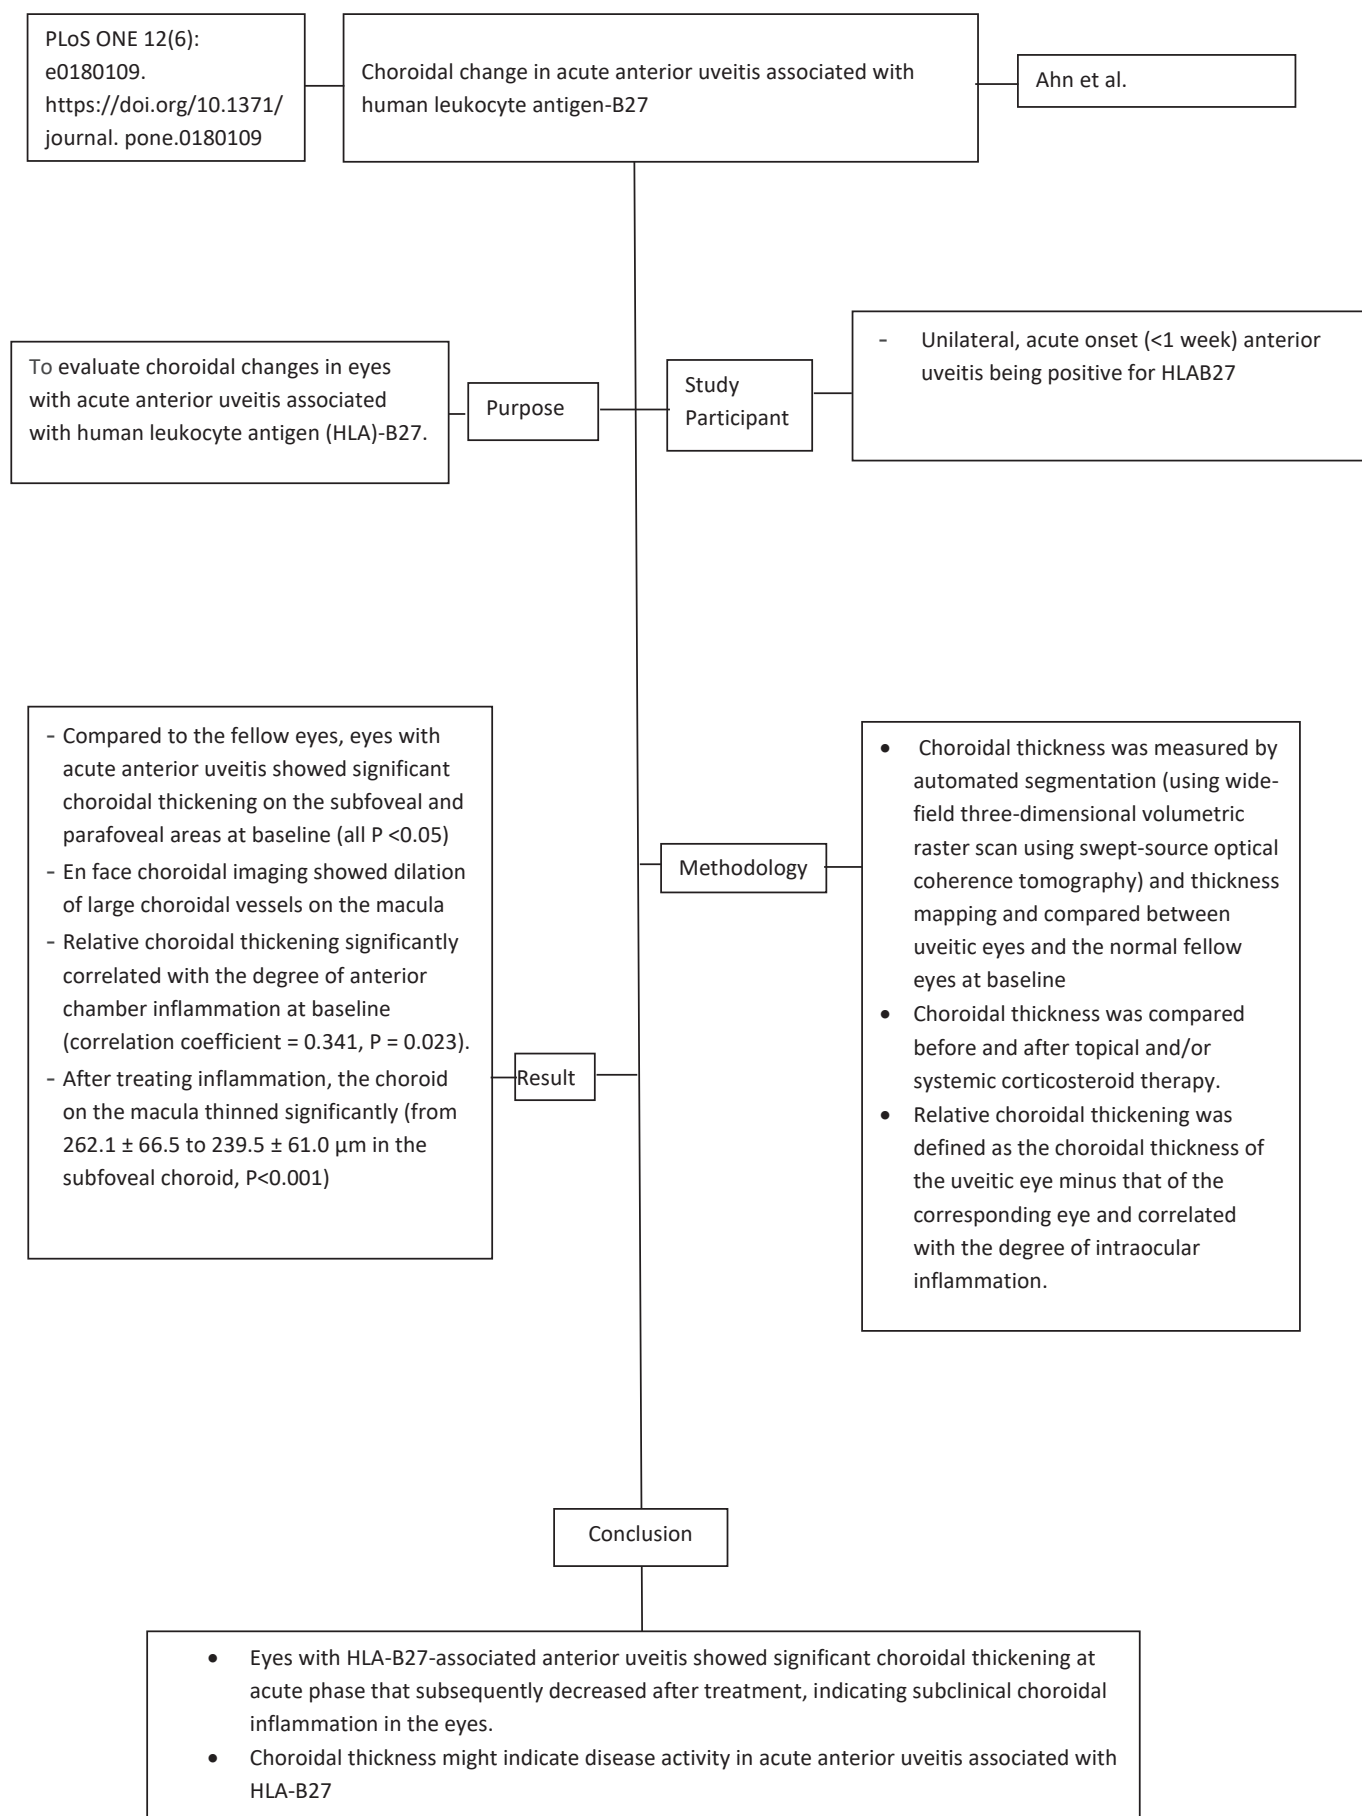 PLoS ONE 12(6):
e0180109.
https://doi.org/10.1371/
journal. pone.0180109
Choroidal change in acute anterior uveitis associated with
human leukocyte antigen-B27
Ahn et al.
To evaluate choroidal changes in eyes
with acute anterior uveitis associated
with human leukocyte antigen (HLA)-B27.
Purpose
Study
Participant
- Unilateral, acute onset (<1 week) anterior
uveitis being positive for HLAB27
- Compared to the fellow eyes, eyes with
acute anterior uveitis showed significant
choroidal thickening on the subfoveal and
parafoveal areas at baseline (all P <0.05)
- En face choroidal imaging showed dilation
of large choroidal vessels on the macula
- Relative choroidal thickening significantly
correlated with the degree of anterior
chamber inflammation at baseline
(correlation coefficient = 0.341, P = 0.023).
- After treating inflammation, the choroid
on the macula thinned significantly (from
262.1 ± 66.5 to 239.5 ± 61.0 μm in the
subfoveal choroid, P<0.001)
Result
Methodology
• Choroidal thickness was measured by
automated segmentation (using wide-
field three-dimensional volumetric
raster scan using swept-source optical
coherence tomography) and thickness
mapping and compared between
uveitic eyes and the normal fellow
eyes at baseline
• Choroidal thickness was compared
before and after topical and/or
systemic corticosteroid therapy.
• Relative choroidal thickening was
defined as the choroidal thickness of
the uveitic eye minus that of the
corresponding eye and correlated
with the degree of intraocular
inflammation.
Conclusion
• Eyes with HLA-B27-associated anterior uveitis showed significant choroidal thickening at
acute phase that subsequently decreased after treatment, indicating subclinical choroidal
inflammation in the eyes.
• Choroidal thickness might indicate disease activity in acute anterior uveitis associated with
HLA-B27